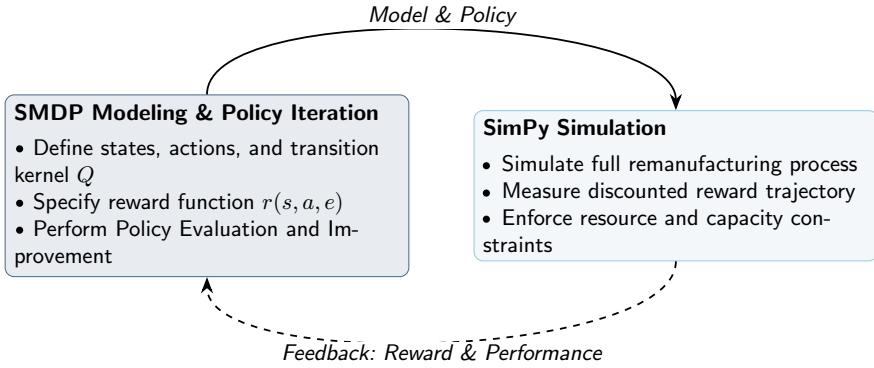 Model & Policy
SMDP Modeling & Policy Iteration
• Define states, actions, and transition
kernel Q
• Specify reward function r(s, a, e)
• Perform Policy Evaluation and Im-
provement
SimPy Simulation
• Simulate full remanufacturing process
• Measure discounted reward trajectory
• Enforce resource and capacity con-
straints
Feedback: Reward & Performance